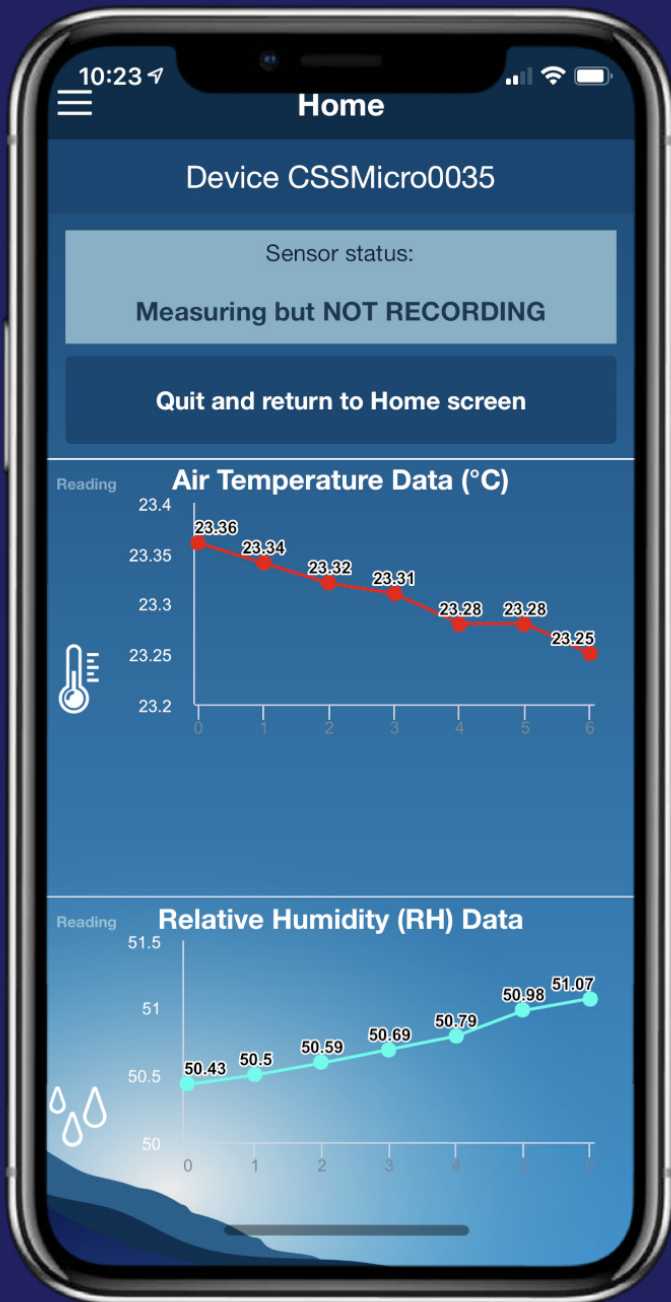 10:23
Home
Device CSSMicro0035
Sensor status:
Measuring but NOT RECORDING
Quit and return to Home screen
Reading
Air Temperature Data (°C)
23.4
23.35
23.3
23.25
23.2
23.36
23.34
23.32
23.31
23.28
23.28
23.25
0 1 2 3 4 5 6
Reading
Relative Humidity (RH) Data
51.5
51
50.5
50
50.43
50.5
50.59
50.69
50.79
50.98
51.07
0 1 2 3 4 5 6